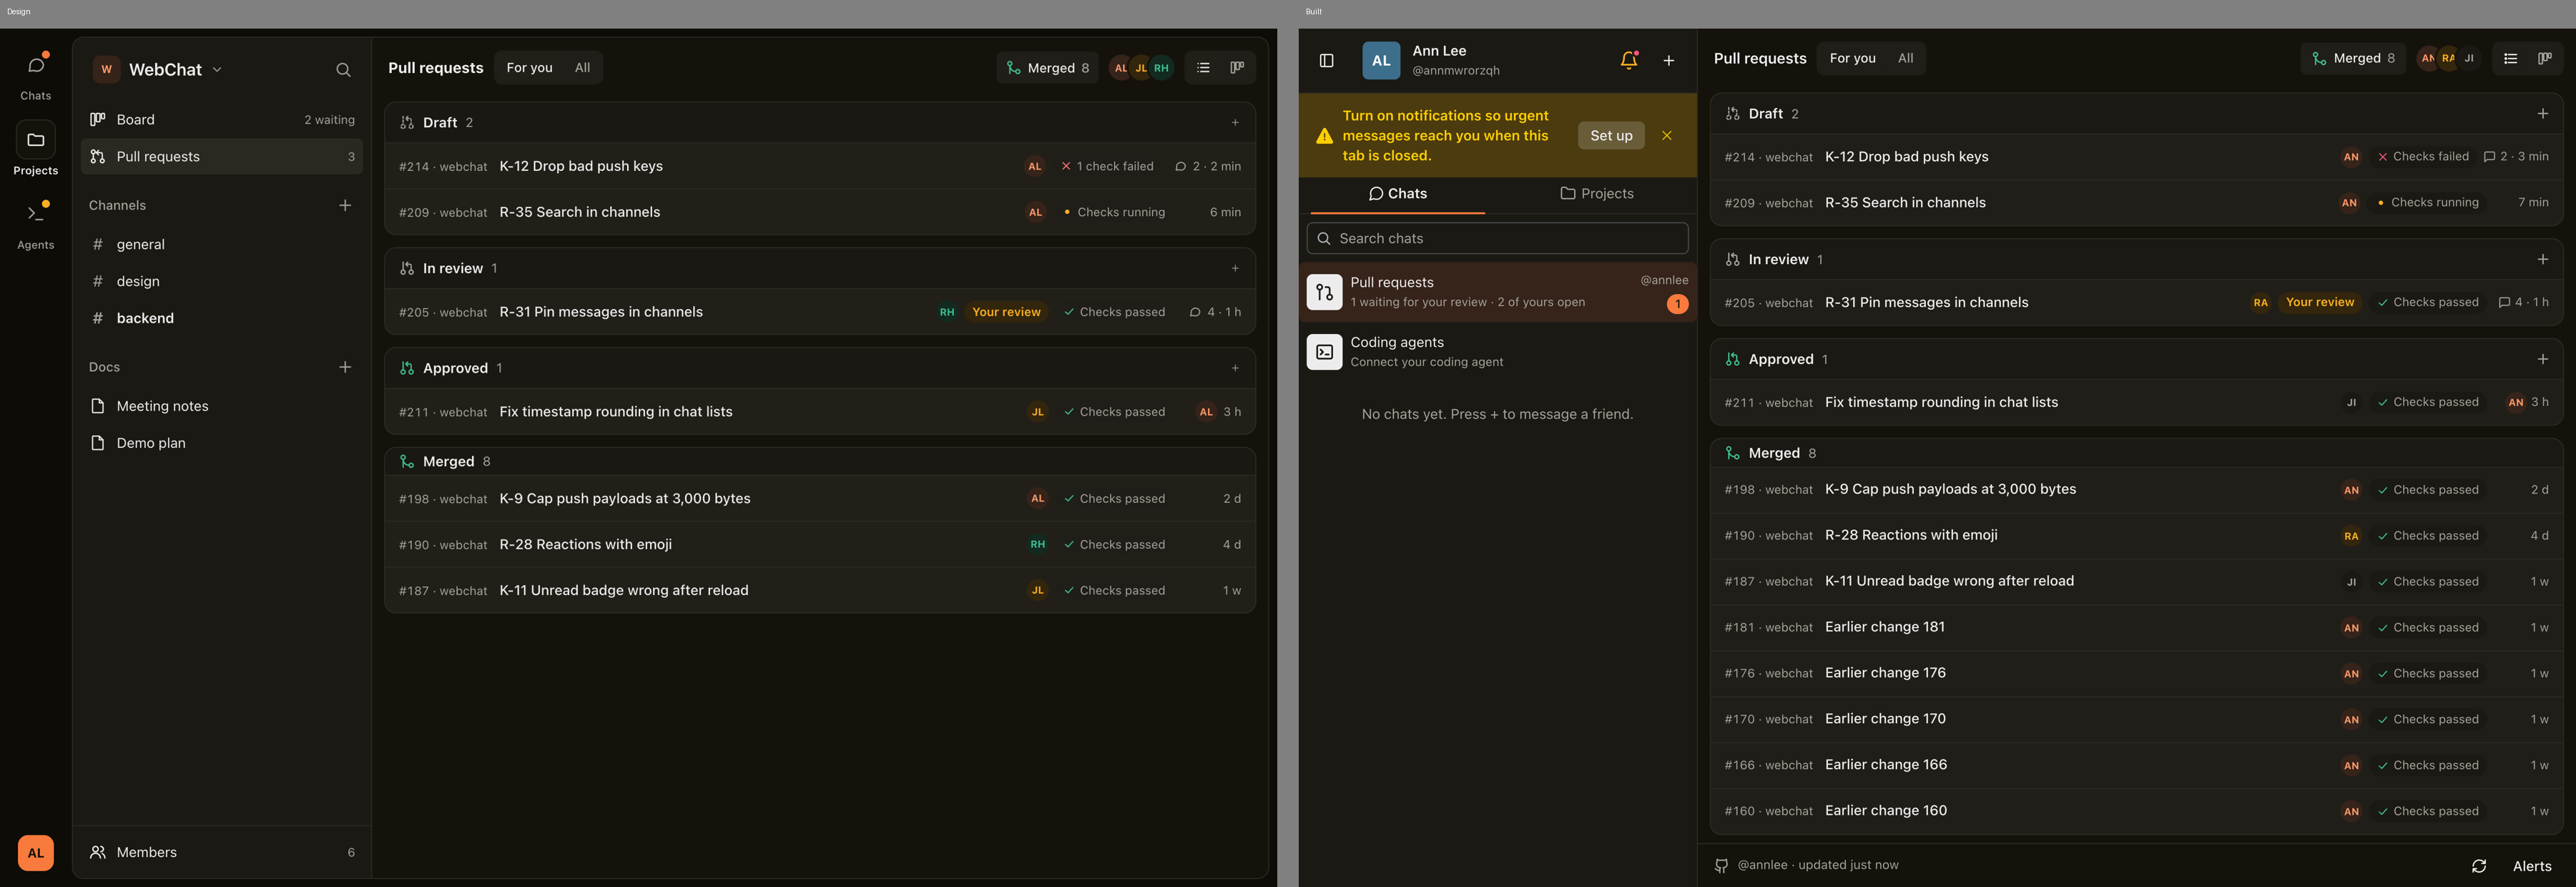 Design
Chats
Projects
Agents
AL
W WebChat
Board 2 waiting
Pull requests 3
Channels
# general
# design
# backend
Docs
Meeting notes
Demo plan
Members 6
Pull requests For you All Merged 8 AL JL RH
Draft 2
#214 · webchat K-12 Drop bad push keys AL 1 check failed 2 · 2 min
#209 · webchat R-35 Search in channels AL Checks running 6 min
In review 1
#205 · webchat R-31 Pin messages in channels RH Your review Checks passed 4 · 1 h
Approved 1
#211 · webchat Fix timestamp rounding in chat lists JL Checks passed AL 3 h
Merged 8
#198 · webchat K-9 Cap push payloads at 3,000 bytes AL Checks passed 2 d
#190 · webchat R-28 Reactions with emoji RH Checks passed 4 d
#187 · webchat K-11 Unread badge wrong after reload JL Checks passed 1 w
Built
AL Ann Lee
@annmwrorzqh
Turn on notifications so urgent
messages reach you when this
tab is closed.
Set up
Chats Projects
Search chats
Pull requests @annlee
1 waiting for your review · 2 of yours open 1
Coding agents
Connect your coding agent
No chats yet. Press + to message a friend.
Pull requests For you All Merged 8 AN RA JI
Draft 2
#214 · webchat K-12 Drop bad push keys AN Checks failed 2 · 3 min
#209 · webchat R-35 Search in channels AN Checks running 7 min
In review 1
#205 · webchat R-31 Pin messages in channels RA Your review Checks passed 4 · 1 h
Approved 1
#211 · webchat Fix timestamp rounding in chat lists JI Checks passed AN 3 h
Merged 8
#198 · webchat K-9 Cap push payloads at 3,000 bytes AN Checks passed 2 d
#190 · webchat R-28 Reactions with emoji RA Checks passed 4 d
#187 · webchat K-11 Unread badge wrong after reload JI Checks passed 1 w
#181 · webchat Earlier change 181 AN Checks passed 1 w
#176 · webchat Earlier change 176 AN Checks passed 1 w
#170 · webchat Earlier change 170 AN Checks passed 1 w
#166 · webchat Earlier change 166 AN Checks passed 1 w
#160 · webchat Earlier change 160 AN Checks passed 1 w
@annlee · updated just now Alerts